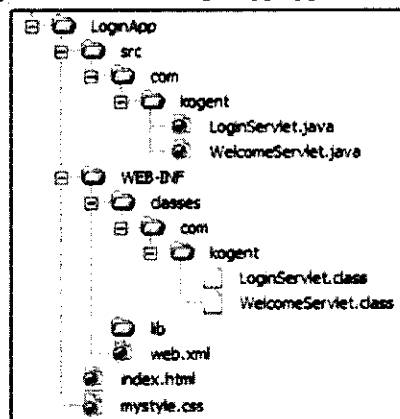 LoginApp
src
com
kogent
LoginServlet.java
WelcomeServlet.java
WEB-INF
classes
com
kogent
LoginServlet.class
WelcomeServlet.class
lib
web.xml
index.html
mystyle.css